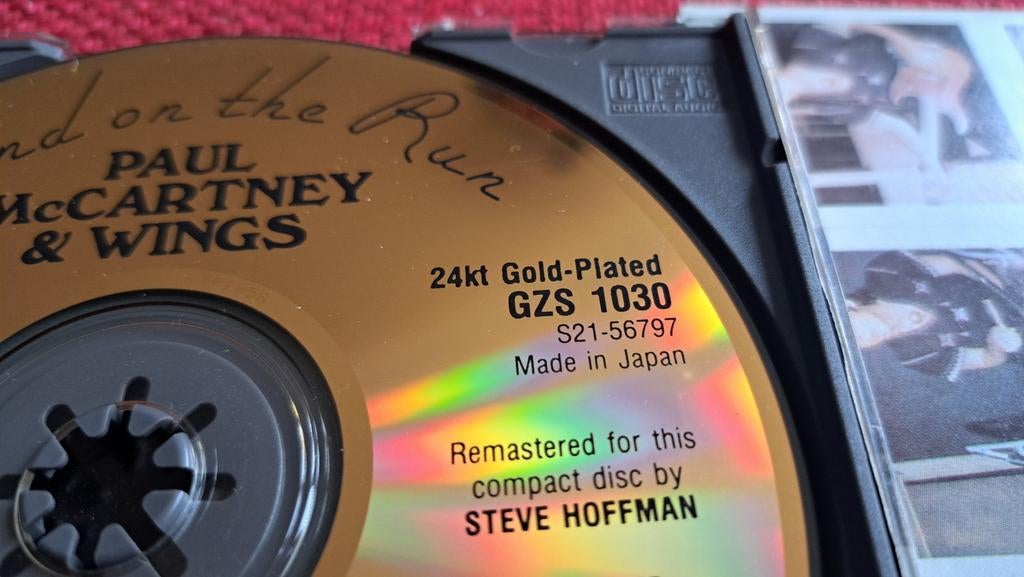 nd on the Run
PAUL
McCARTNEY
& WINGS
24kt Gold-Plated
GZS 1030
S21-56797
Made in Japan
Remastered for this
compact disc by
STEVE HOFFMAN
disc
DIGITAL AUDIO